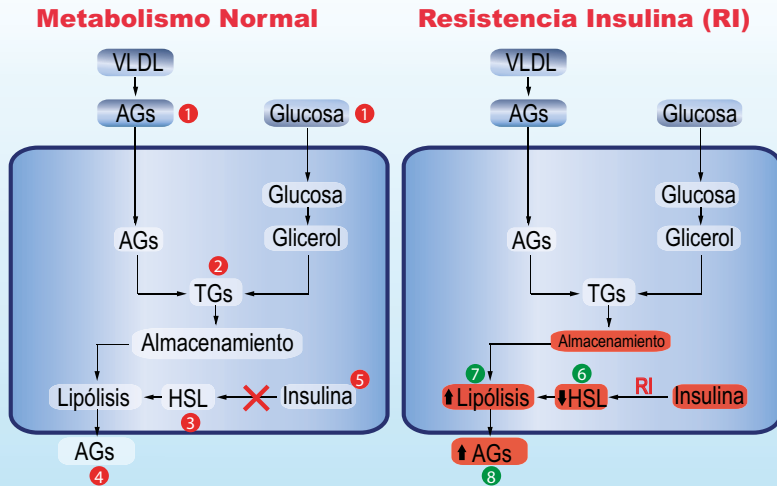 Metabolismo Normal
VLDL
AGs 1
Glucosa 1
Glucosa
AGs
Glicerol
2
TGs
Almacenamiento
Lipólisis
HSL
Insulina 5
3
AGs
4
Resistencia Insulina (RI)
VLDL
AGs
Glucosa
Glucosa
AGs
Glicerol
TGs
Almacenamiento
7
Lipólisis
6
HSL
RI
Insulina
AGs
8